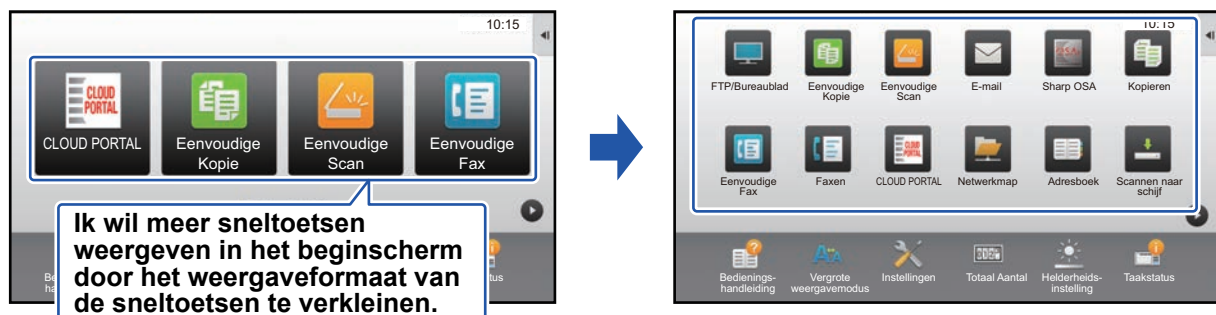 10:15
CLOUD
PORTAL
CLOUD PORTAL
Eenvoudige
Kopie
Eenvoudige
Scan
Eenvoudige
Fax
Ik wil meer sneltoetsen
weergeven in het beginscherm
door het weergaveformaat van
de sneltoetsen te verkleinen.
10:15
FTP/Bureaublad
Eenvoudige
Kopie
Eenvoudige
Scan
E-mail
Sharp OSA
Kopieren
Eenvoudige
Fax
Faxen
CLOUD PORTAL
Netwerkmap
Adresboek
Scannen naar
schijf
Bedienings-
handleiding
Vergrote
weergavemodus
Instellingen
Totaal Aantal
Helderheids-
instelling
Taakstatus